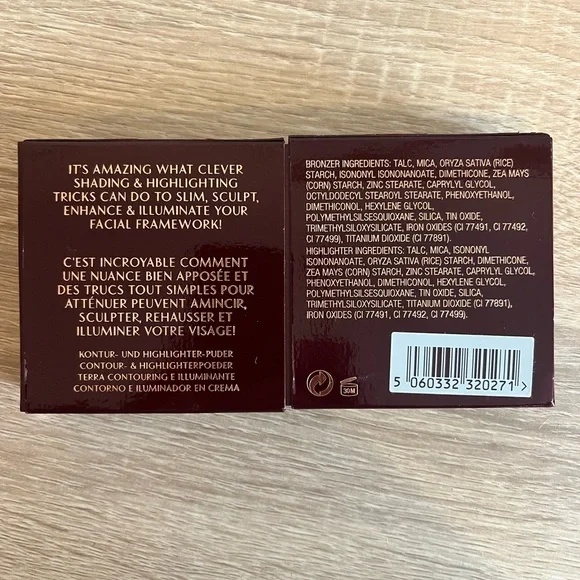 IT'S AMAZING WHAT CLEVER
SHADING & HIGHLIGHTING
TRICKS CAN DO TO SLIM, SCULPT,
ENHANCE & ILLUMINATE YOUR
FACIAL FRAMEWORK!
C'EST INCROYABLE COMMENT
UNE NUANCE BIEN APPOSÉE ET
DES TRUCS TOUT SIMPLES POUR
ATTÉNUER PEUVENT AMINCIR,
SCULPTER, REHAUSSER ET
ILLUMINER VOTRE VISAGE!
KONTUR- UND HIGHLIGHTER-PUDER
CONTOUR- & HIGHLIGHTERPOEDER
TERRA CONTOURING E ILLUMINANTE
CONTORNO E ILUMINADOR EN CREMA
BRONZER INGREDIENTS: TALC, MICA, ORYZA SATIVA (RICE)
STARCH, ISONONYL ISONONANOATE, DIMETHICONE, ZEA MAYS
(CORN) STARCH, ZINC STEARATE, CAPRYLYL GLYCOL,
OCTYLDODECYL STEAROYL STEARATE, PHENOXYETHANOL,
DIMETHICONOL, HEXYLENE GLYCOL,
POLYMETHYLSILSESQUIOXANE, SILICA, TIN OXIDE,
TRIMETHYLSILOXYSILICATE, IRON OXIDES (CI 77491, CI 77492,
CI 77499), TITANIUM DIOXIDE (CI 77891).
HIGHLIGHTER INGREDIENTS: TALC, MICA, ISONONYL
ISONONANOATE, ORYZA SATIVA (RICE) STARCH, DIMETHICONE,
ZEA MAYS (CORN) STARCH, ZINC STEARATE, CAPRYLYL GLYCOL,
PHENOXYETHANOL, DIMETHICONOL, HEXYLENE GLYCOL,
POLYMETHYLSILSESQUIOXANE, TIN OXIDE, SILICA,
TRIMETHYLSILOXYSILICATE, TITANIUM DIOXIDE (CI 77891),
IRON OXIDES (CI 77491, CI 77492, CI 77499).
30M
5 060332 320271 >